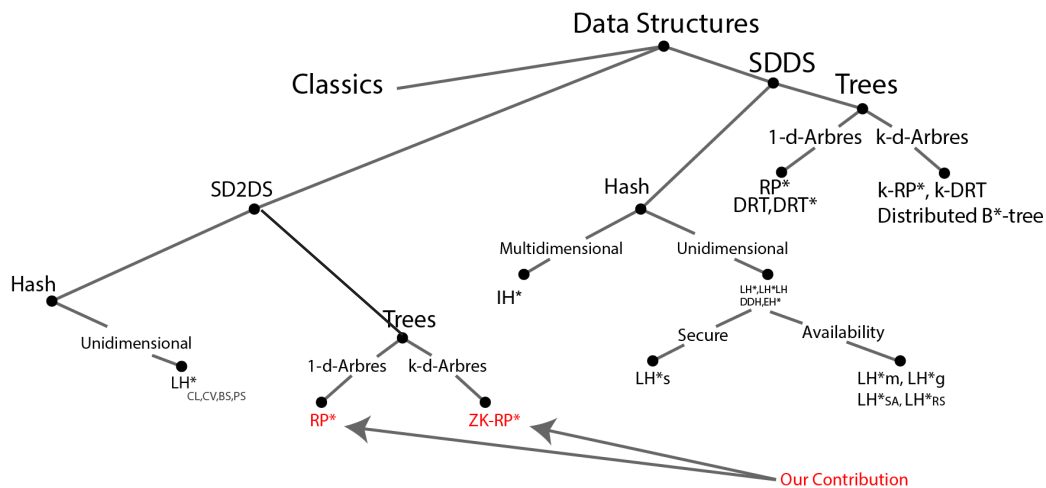 Data Structures
Classics
SDDS
Trees
1-d-Arbres
k-d-Arbres
RP*
DRT,DRT*
k-RP*, k-DRT
Distributed B*-tree
SD2DS
Hash
Multidimensional
Unidimensional
IH*
LH*,LH*LH
DDH,EH*
Secure
Availability
LH*s
LH*m, LH*g
LH*SA, LH*RS
Hash
Unidimensional
LH*
CL,CV,BS,PS
Trees
1-d-Arbres
k-d-Arbres
RP*
ZK-RP*
Our Contribution